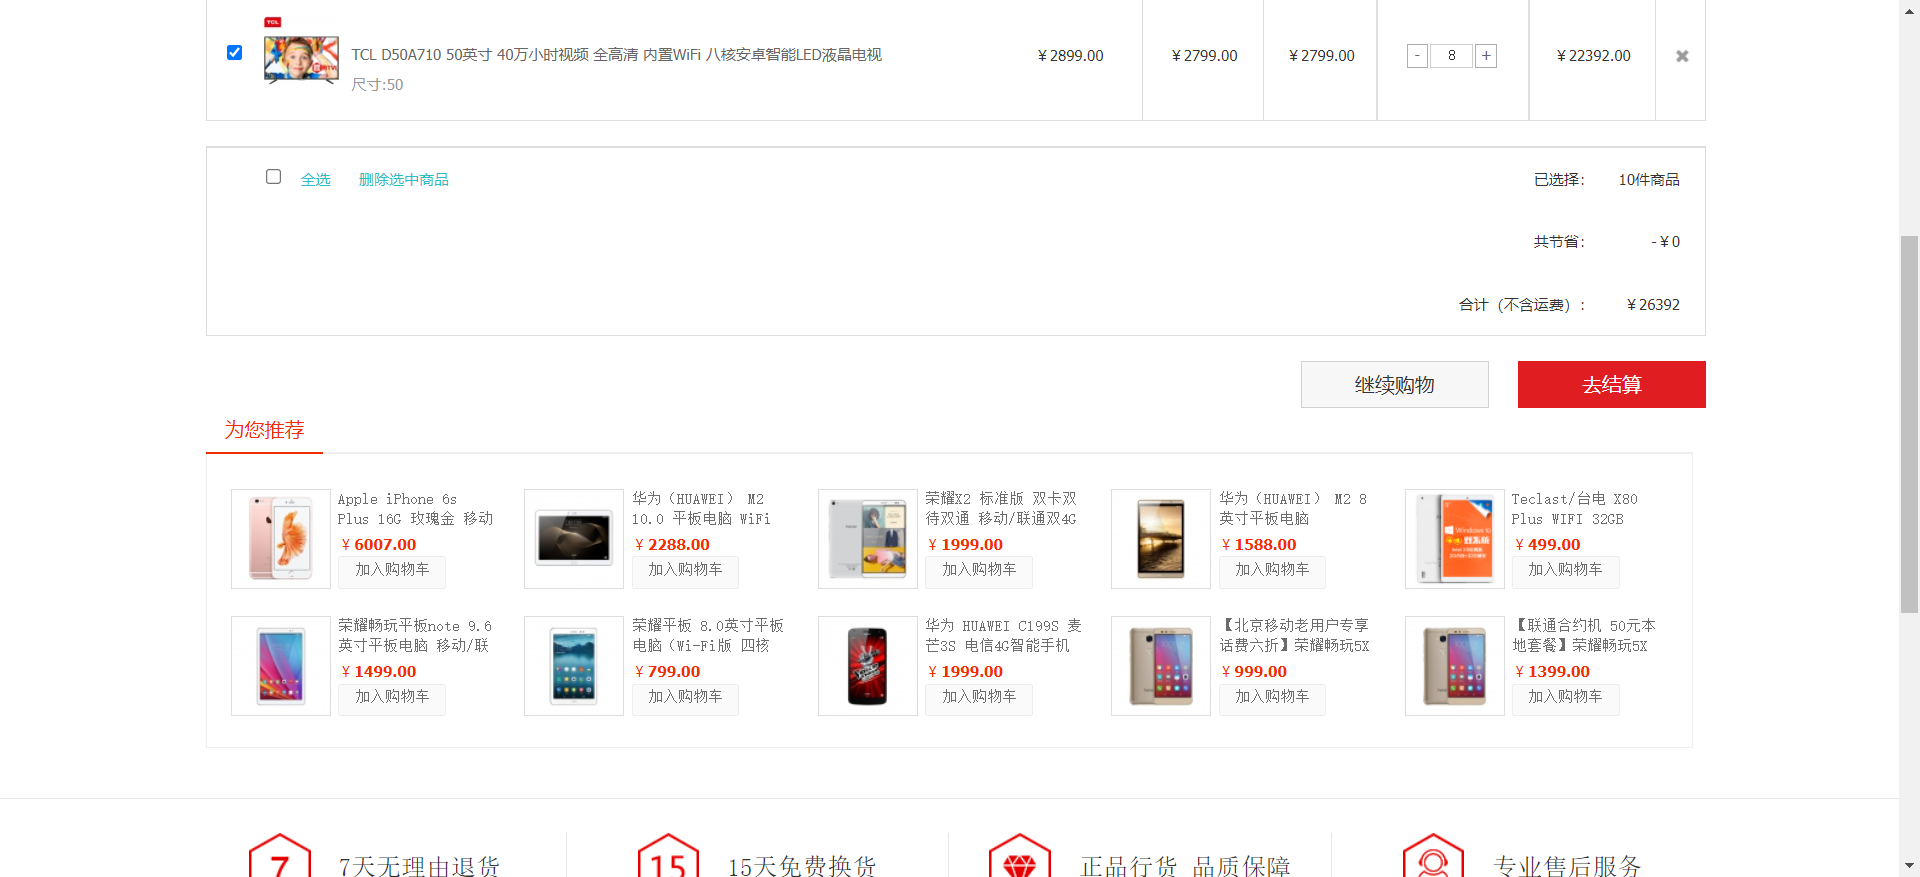 TCL
TCL D50A710 50英寸 40万小时视频 全高清 内置WiFi 八核安卓智能LED液晶电视
尺寸:50
¥2899.00
¥2799.00
¥2799.00
- 8 +
¥22392.00
全选 删除选中商品
已选择： 10件商品
共节省： -¥0
合计（不含运费）： ¥26392
继续购物 去结算
为您推荐
Apple iPhone 6s
Plus 16G 玫瑰金 移动
¥6007.00
加入购物车
华为（HUAWEI） M2
10.0 平板电脑 WiFi
¥2288.00
加入购物车
荣耀X2 标准版 双卡双
待双通 移动/联通双4G
¥1999.00
加入购物车
华为（HUAWEI） M2 8
英寸平板电脑
¥1588.00
加入购物车
Windows 10
双系统
Teclast/台电 X80
Plus WIFI 32GB
¥499.00
加入购物车
荣耀畅玩平板note 9.6
英寸平板电脑 移动/联
¥1499.00
加入购物车
荣耀平板 8.0英寸平板
电脑（Wi-Fi版 四核
¥799.00
加入购物车
华为 HUAWEI C199S 麦
芒3S 电信4G智能手机
¥1999.00
加入购物车
【北京移动老用户专享
话费六折】荣耀畅玩5X
¥999.00
加入购物车
【联通合约机 50元本
地套餐】荣耀畅玩5X
¥1399.00
加入购物车
7 7天无理由退货
15 15天免费换货
正品行货 品质保障
专业售后服务